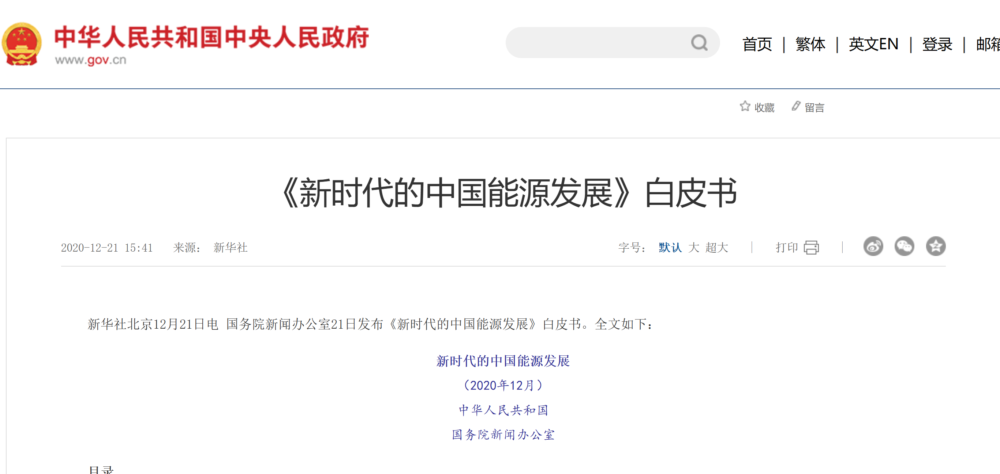 中华人民共和国中央人民政府
www.gov.cn
首页 | 繁体 | 英文EN | 登录 | 邮箱
收藏 留言
《新时代的中国能源发展》白皮书
2020-12-21 15:41 来源： 新华社 字号： 默认 大 超大 | 打印 |
新华社北京12月21日电 国务院新闻办公室21日发布《新时代的中国能源发展》白皮书。全文如下：
新时代的中国能源发展
（2020年12月）
中华人民共和国
国务院新闻办公室
目录